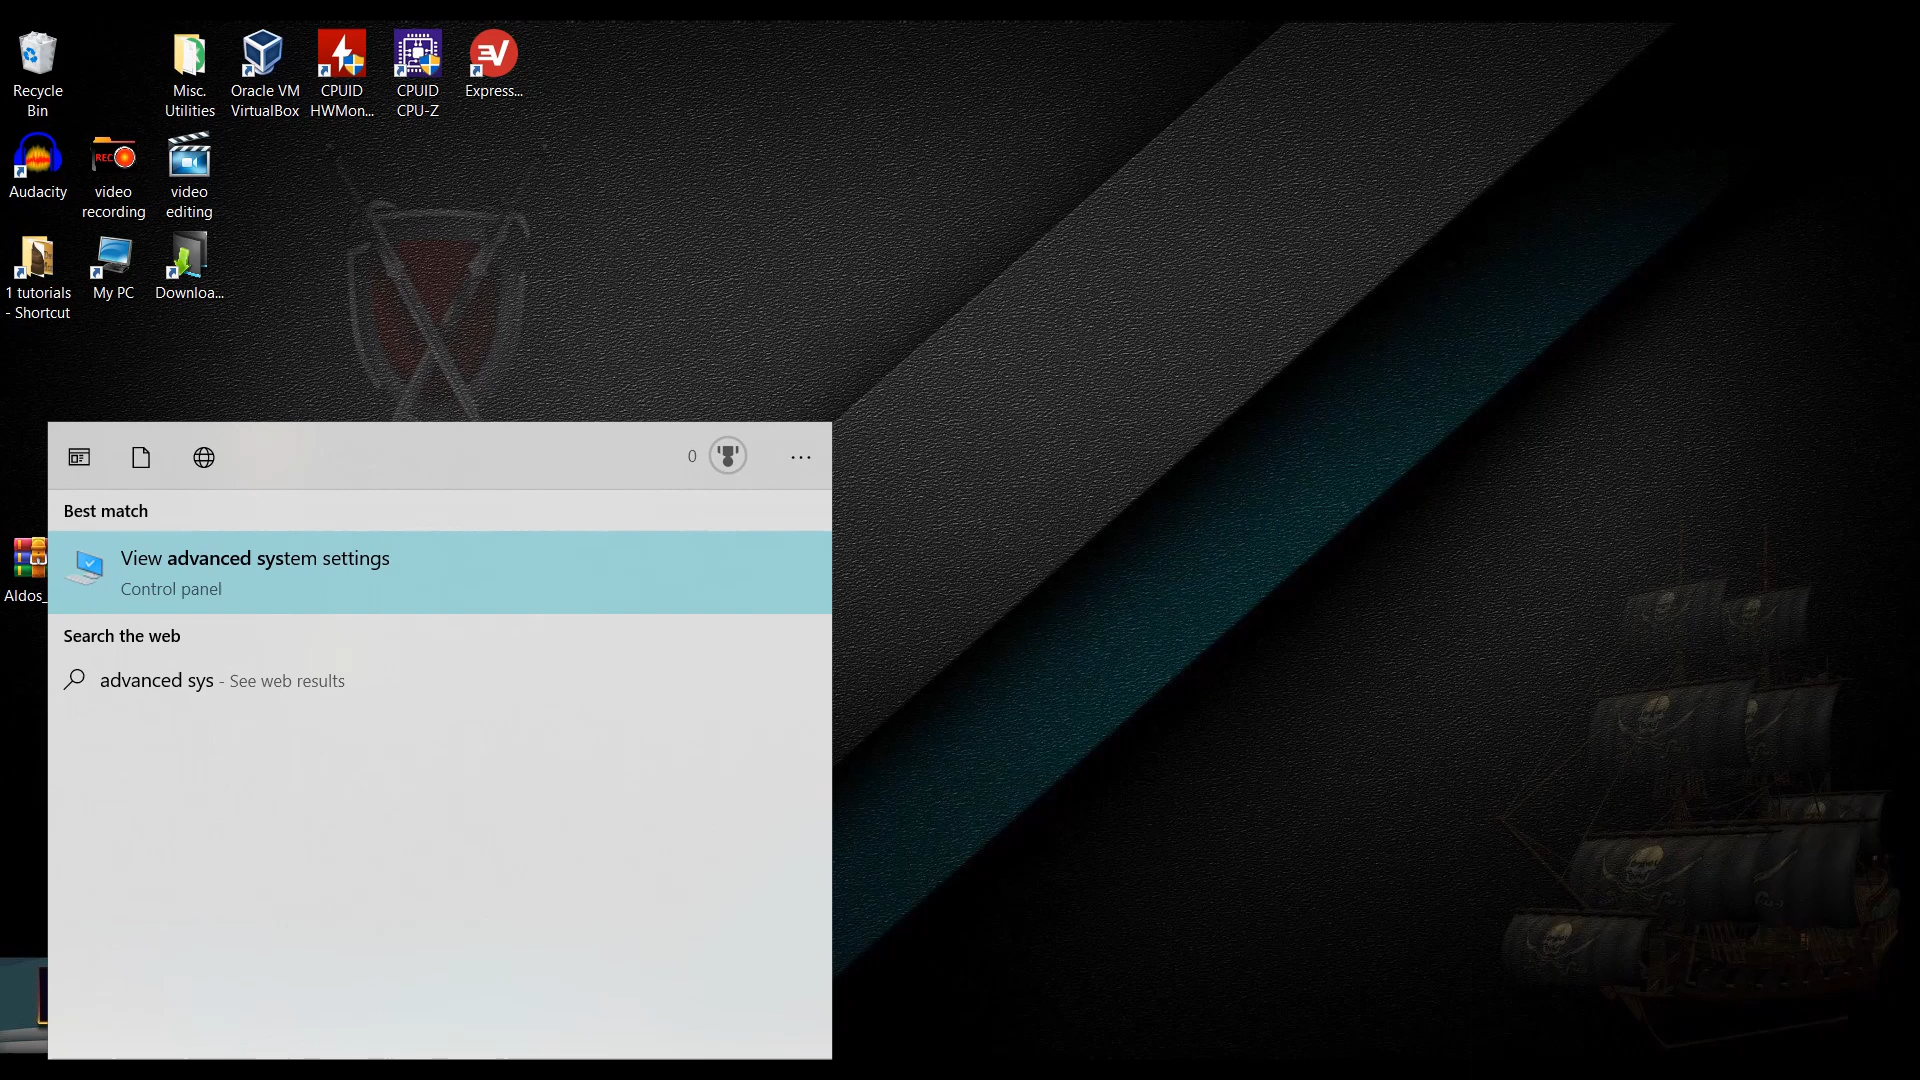 Recycle
Bin
Misc.
Utilities
Oracle VM
VirtualBox
CPUID
HWMon...
CPUID
CPU-Z
Express...
Audacity
REC
video
recording
video
editing
1 tutorials
- Shortcut
My PC
Downloa...
0
...
Best match
View advanced system settings
Control panel
Search the web
advanced sys - See web results
Aldos_